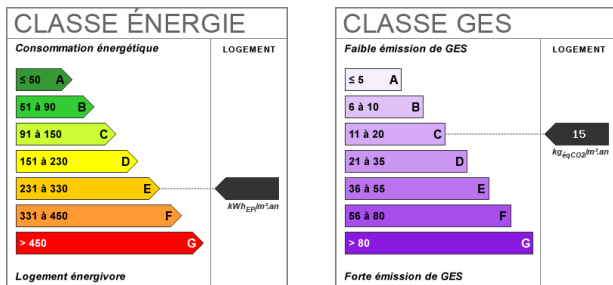 CLASSE ÉNERGIE
Consommation énergétique
LOGEMENT
≤ 50 A
51 à 90 B
91 à 150 C
151 à 230 D
231 à 330 E
kWhEP/m².an
331 à 450 F
> 450 G
Logement énergivore
CLASSE GES
Faible émission de GES
LOGEMENT
≤ 5 A
6 à 10 B
11 à 20 C
15
kgéqCO2/m².an
21 à 35 D
36 à 55 E
56 à 80 F
> 80 G
Forte émission de GES